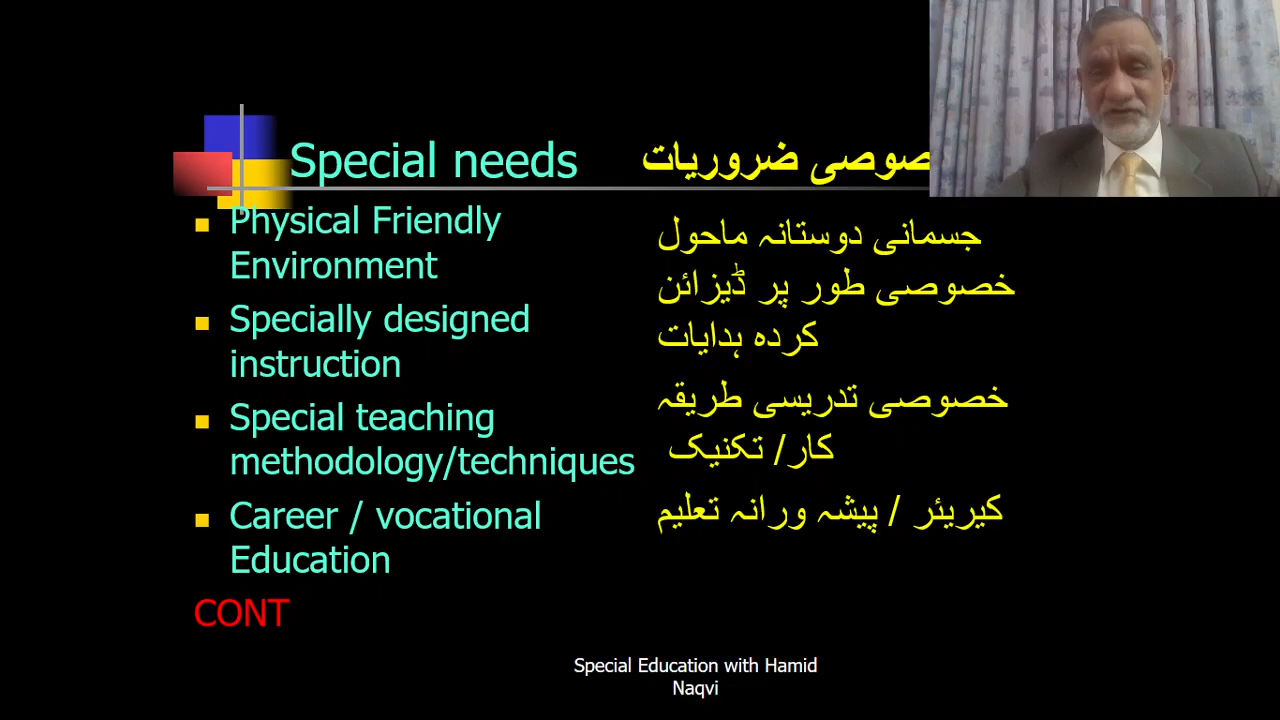 Special needs
صوصی ضروریات
Physical Friendly
Environment
Specially designed
instruction
Special teaching
methodology/techniques
Career / vocational
Education
CONT
جسمانی دوستانہ ماحول
خصوصی طور پر ڈیزائن
کردہ ہدایات
خصوصی تدریسی طریقہ
کار/ تکنیک
کیریئر / پیشہ ورانہ تعلیم
Special Education with Hamid
Naqvi